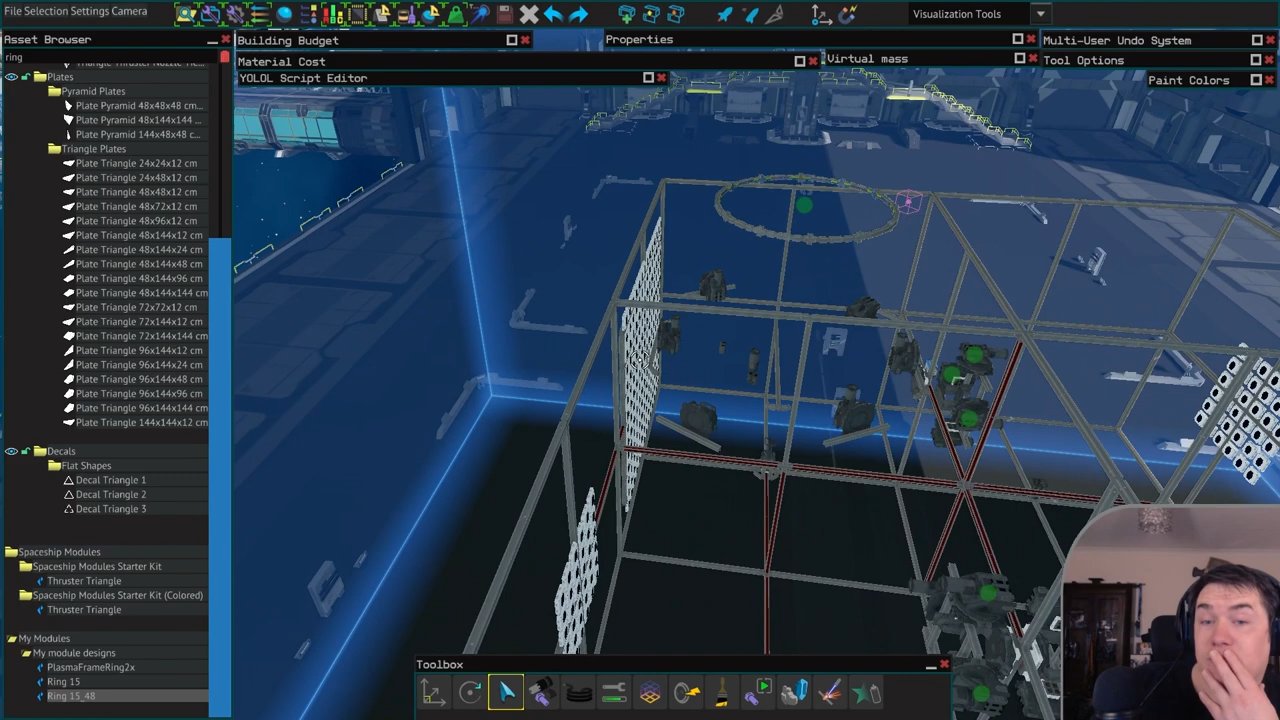 File Selection Settings Camera
Visualization Tools
Asset Browser
Building Budget
Properties
Multi-User Undo System
ring
Material Cost
Virtual mass
Tool Options
YOLOL Script Editor
Paint Colors
Plates
Pyramid Plates
Plate Pyramid 48x48x48 cm...
Plate Pyramid 48x144x144 ...
Plate Pyramid 144x48x48 c...
Triangle Plates
Plate Triangle 24x24x12 cm
Plate Triangle 24x48x12 cm
Plate Triangle 48x48x12 cm
Plate Triangle 48x72x12 cm
Plate Triangle 48x96x12 cm
Plate Triangle 48x144x12 cm
Plate Triangle 48x144x24 cm
Plate Triangle 48x144x48 cm
Plate Triangle 48x144x96 cm
Plate Triangle 48x144x144 cm
Plate Triangle 72x72x12 cm
Plate Triangle 72x144x12 cm
Plate Triangle 72x144x144 cm
Plate Triangle 96x144x12 cm
Plate Triangle 96x144x24 cm
Plate Triangle 96x144x48 cm
Plate Triangle 96x144x96 cm
Plate Triangle 96x144x144 cm
Plate Triangle 144x144x12 cm
Decals
Flat Shapes
Decal Triangle 1
Decal Triangle 2
Decal Triangle 3
Spaceship Modules
Spaceship Modules Starter Kit
Thruster Triangle
Spaceship Modules Starter Kit (Colored)
Thruster Triangle
My Modules
My module designs
PlasmaFrameRing2x
Ring 15
Ring 15_48
Toolbox